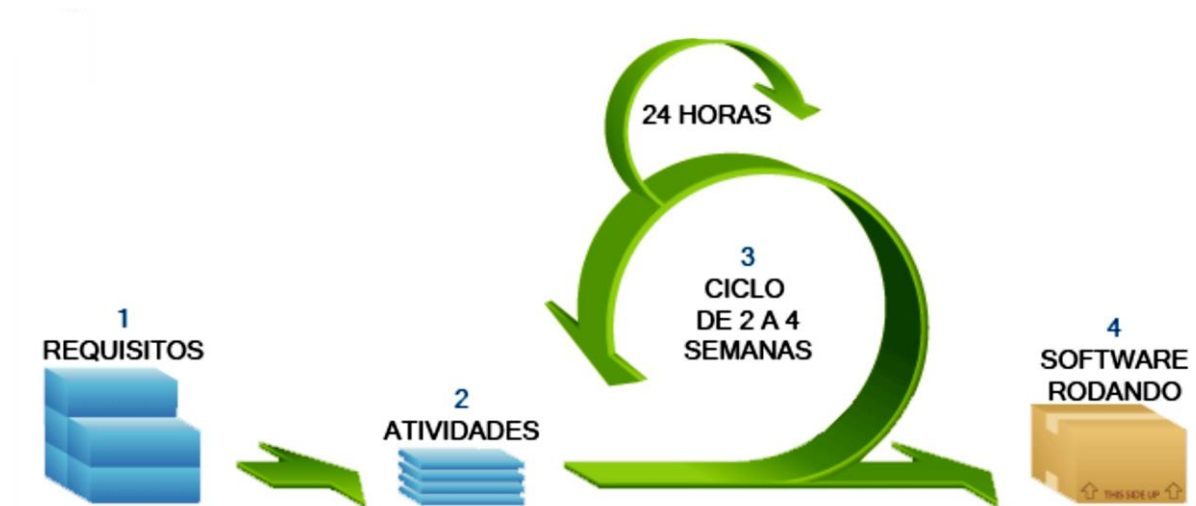 1
REQUISITOS
2
ATIVIDADES
24 HORAS
3
CICLO
DE 2 A 4
SEMANAS
4
SOFTWARE
RODANDO
THIS SIDE UP